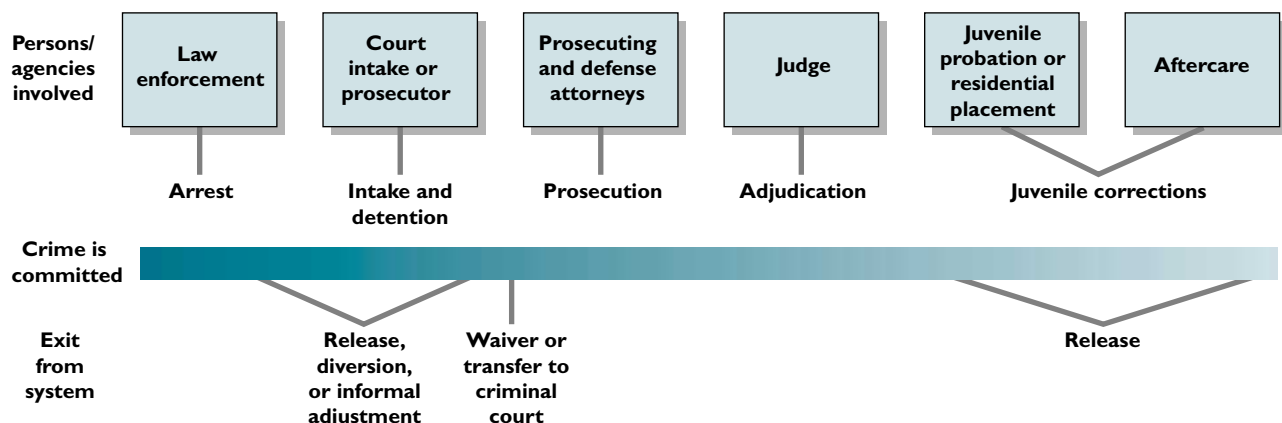 Persons/
agencies
involved
Law
enforcement
Court
intake or
prosecutor
Prosecuting
and defense
attorneys
Judge
Juvenile
probation or
residential
placement
Aftercare
Arrest
Intake and
detention
Prosecution
Adjudication
Juvenile corrections
Crime is
committed
Exit
from
system
Release,
diversion,
or informal
adjustment
Waiver or
transfer to
criminal
court
Release